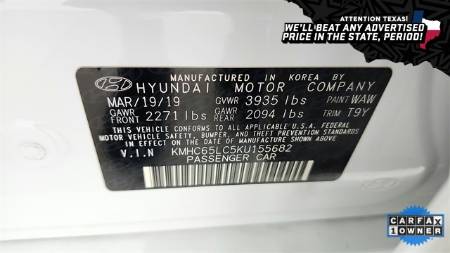 ATTENTION TEXAS!
WE'LL BEAT ANY ADVERTISED
PRICE IN THE STATE, PERIOD!
MANUFACTURED IN KOREA BY
HYUNDAI MOTOR COMPANY
MAR/19/19 GVWR 3935 lbs PAINT WAW
GAWR FRONT 2271 lbs GAWR REAR 2094 lbs TRIM T9Y
THIS VEHICLE CONFORMS TO ALL APPLICABLE U.S.A. FEDERAL
MOTOR VEHICLE SAFETY, BUMPER, AND THEFT PREVENTION
STANDARDS IN EFFECT ON THE DATE OF MANUFACTURE SHOWN ABOVE.
V.I.N KMHC65LC5KU155682
PASSENGER CAR
CARFAX
1 OWNER